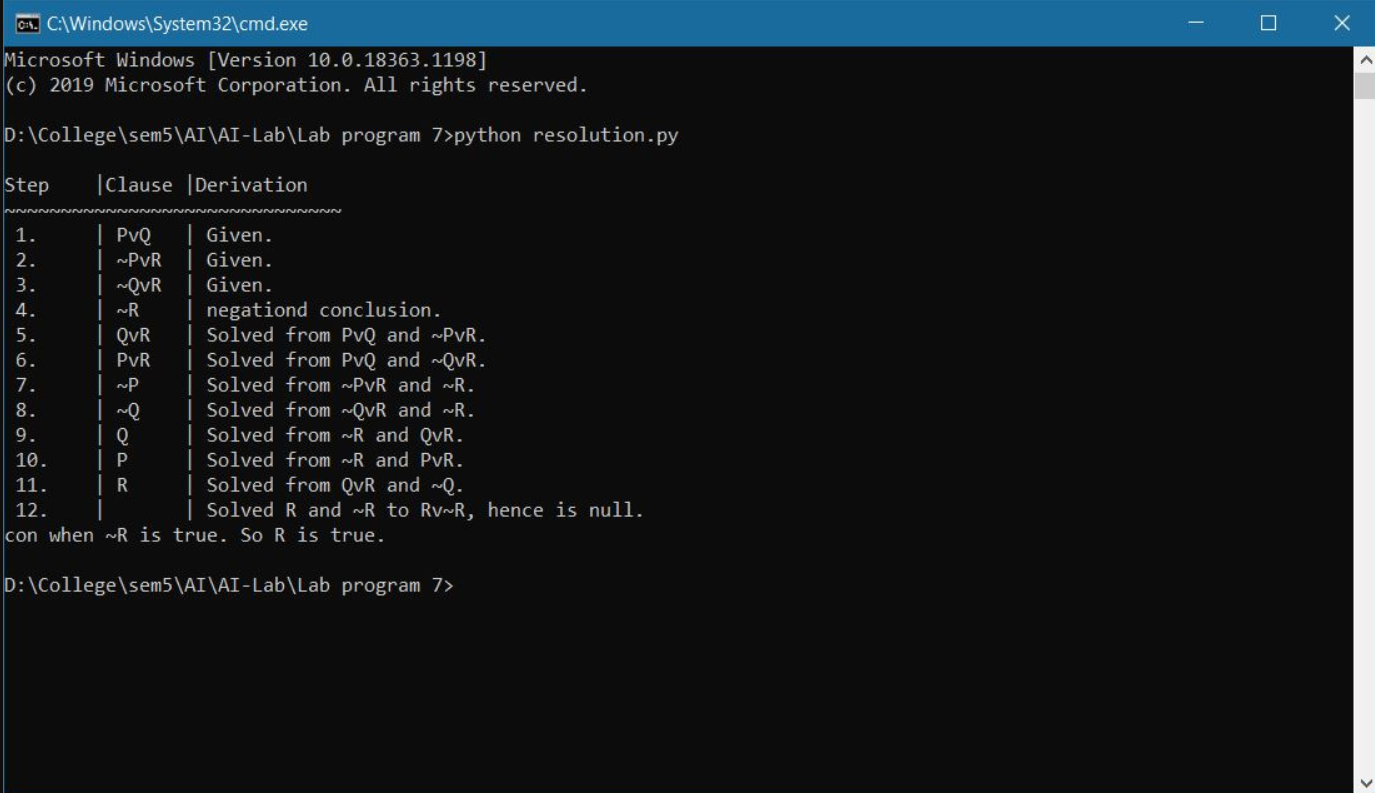 C:\Windows\System32\cmd.exe
Microsoft Windows [Version 10.0.18363.1198]
(c) 2019 Microsoft Corporation. All rights reserved.
D:\College\sem5\AI\AI-Lab\Lab program 7>python resolution.py
Step    |Clause |Derivation
~~~~~~~~~~~~~~~~~~~~~~~~~~~~~~
1.      | PvQ   | Given.
2.      | ~PvR  | Given.
3.      | ~QvR  | Given.
4.      | ~R    | negationd conclusion.
5.      | QvR   | Solved from PvQ and ~PvR.
6.      | PvR   | Solved from PvQ and ~QvR.
7.      | ~P    | Solved from ~PvR and ~R.
8.      | ~Q    | Solved from ~QvR and ~R.
9.      | Q     | Solved from ~R and QvR.
10.     | P     | Solved from ~R and PvR.
11.     | R     | Solved from QvR and ~Q.
12.     |       | Solved R and ~R to Rv~R, hence is null.
con when ~R is true. So R is true.
D:\College\sem5\AI\AI-Lab\Lab program 7>